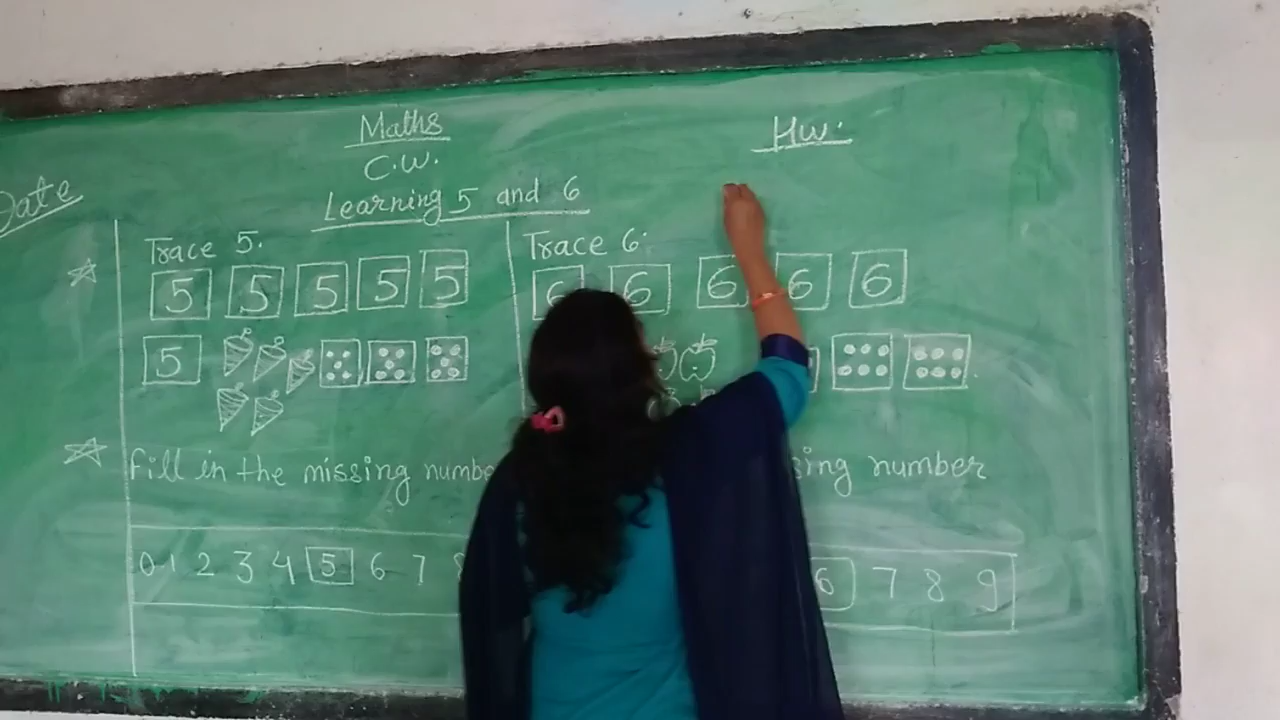 Maths
Hw.
C.W.
Date
Learning 5 and 6
Trace 5.
5 5 5 5 5
5
Fill in the missing
0 1 2 3 4 5 6 7
Trace 6.
6 6 6 6 6
number
6 7 8 9